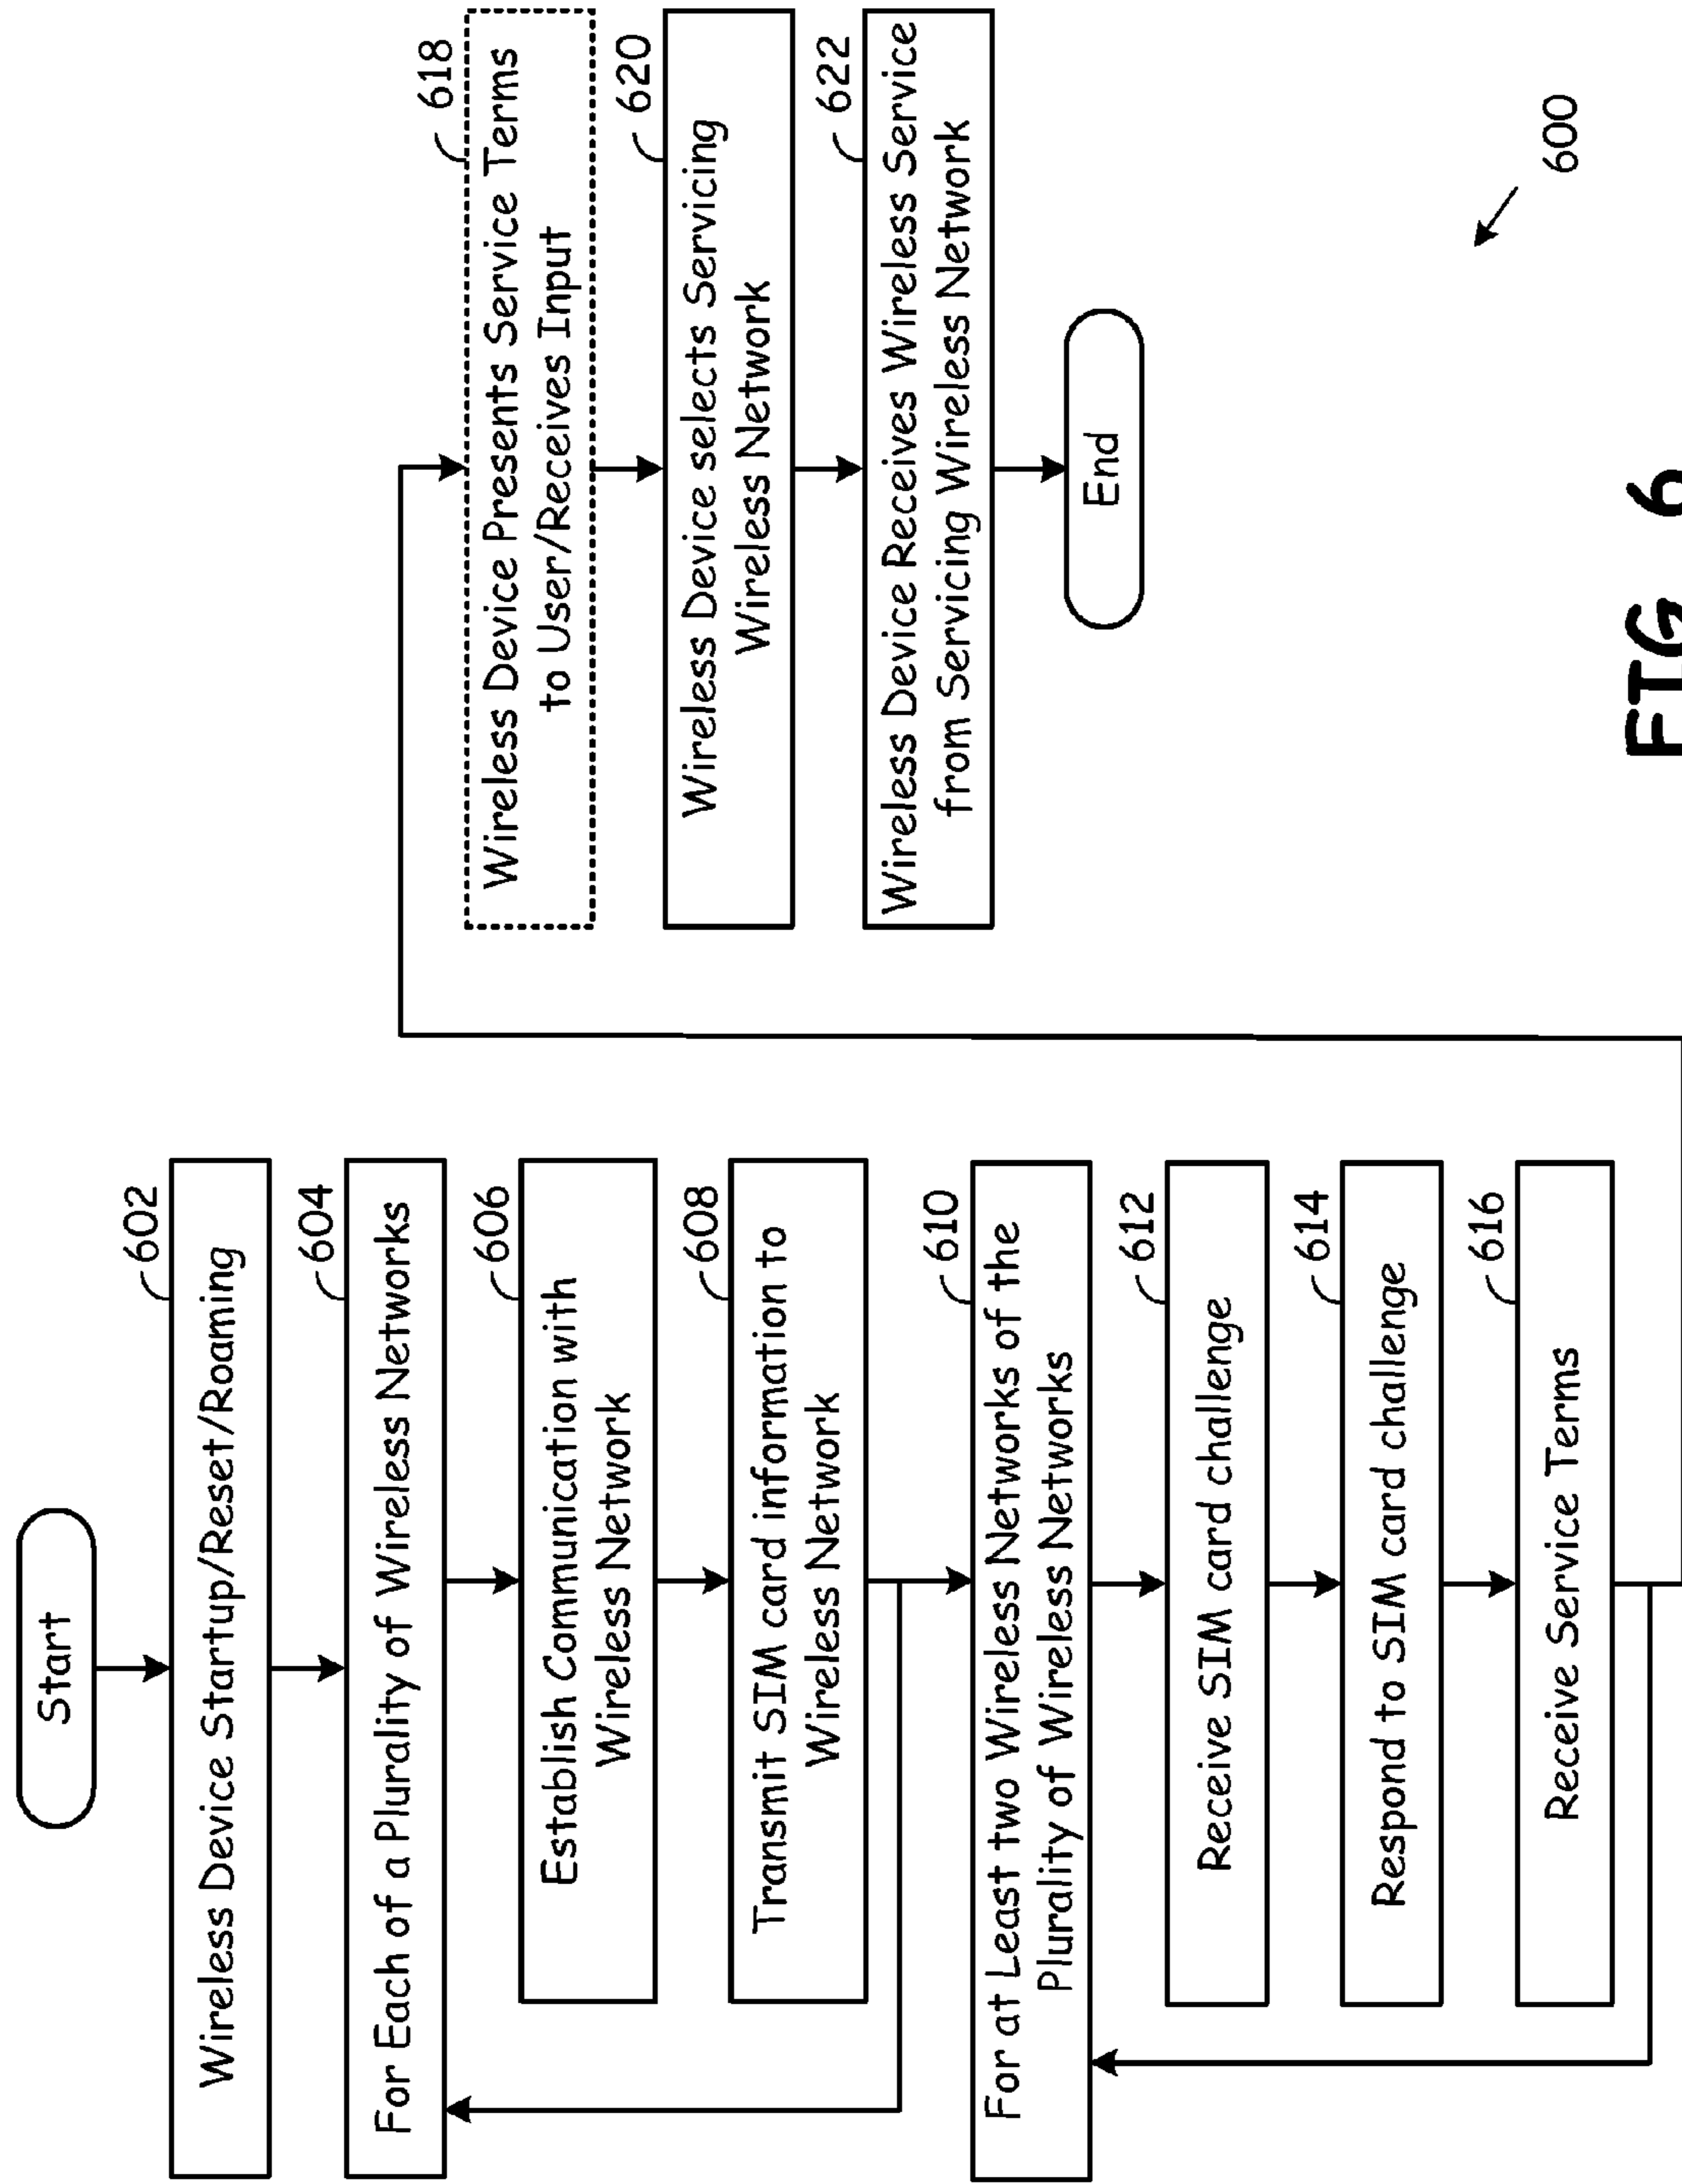 Start
602
Wireless Device Startup/Reset/Roaming
604
For Each of a Plurality of Wireless Networks
606
Establish Communication with
Wireless Network
608
Transmit SIM card information to
Wireless Network
610
For at Least two Wireless Networks of the
Plurality of Wireless Networks
612
Receive SIM card challenge
614
Respond to SIM card challenge
616
Receive Service Terms
618
Wireless Device Presents Service Terms
to User/Receives Input
620
Wireless Device selects Servicing
Wireless Network
622
Wireless Device Receives Wireless Service
from Servicing Wireless Network
End
600
FIG 6